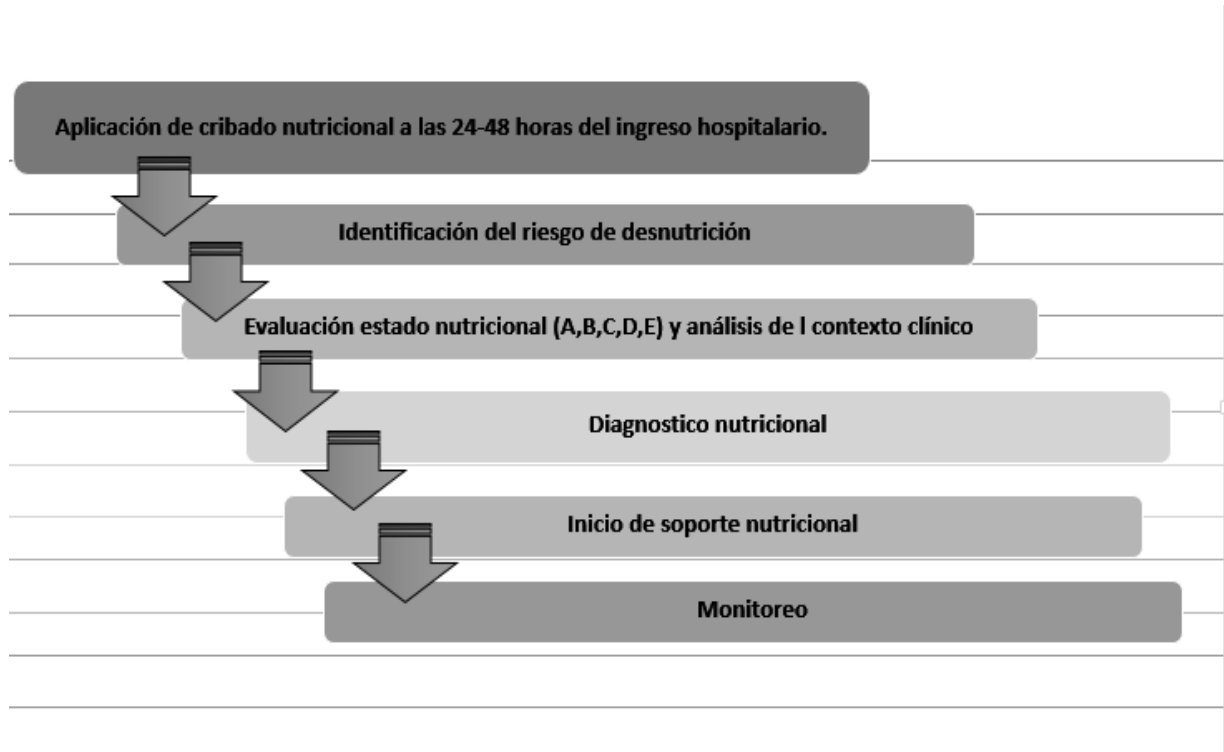 Aplicación de cribado nutricional a las 24-48 horas del ingreso hospitalario.
Identificación del riesgo de desnutrición
Evaluación estado nutricional (A,B,C,D,E) y análisis de l contexto clínico
Diagnostico nutricional
Inicio de soporte nutricional
Monitoreo